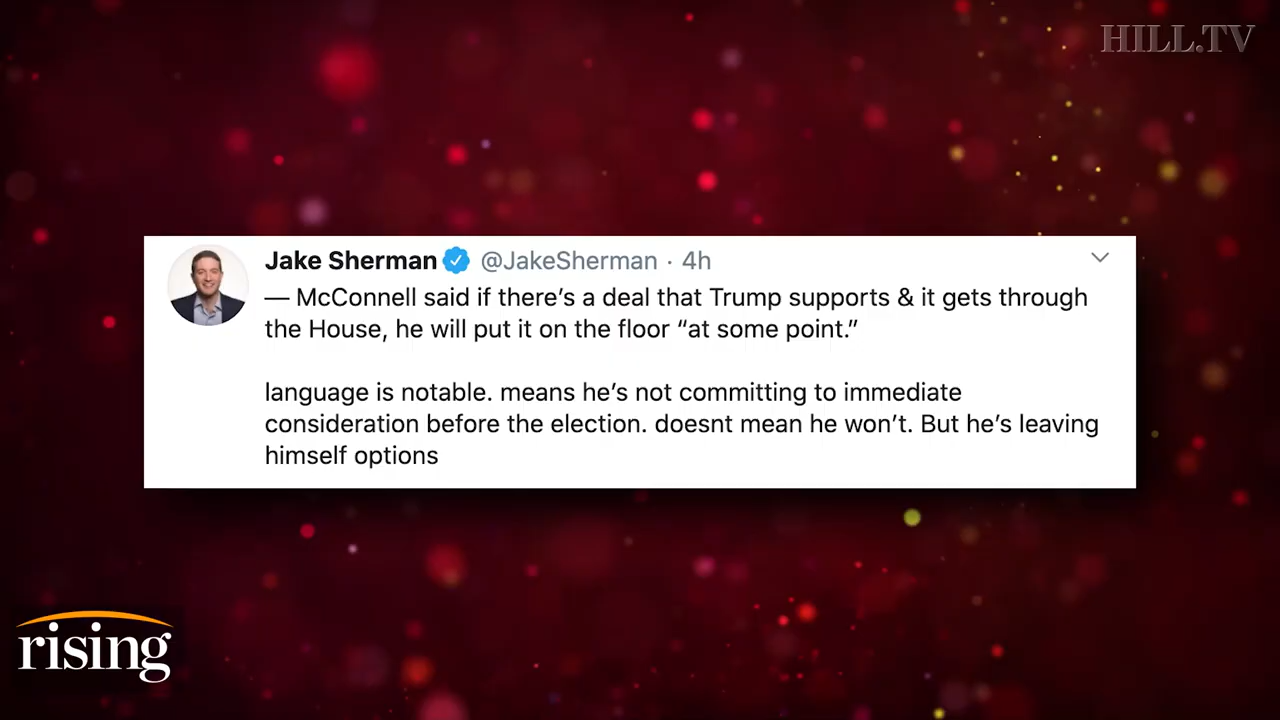 HILL.TV
Jake Sherman @JakeSherman · 4h
— McConnell said if there’s a deal that Trump supports & it gets through
the House, he will put it on the floor “at some point.”
language is notable. means he’s not committing to immediate
consideration before the election. doesnt mean he won’t. But he’s leaving
himself options
rising